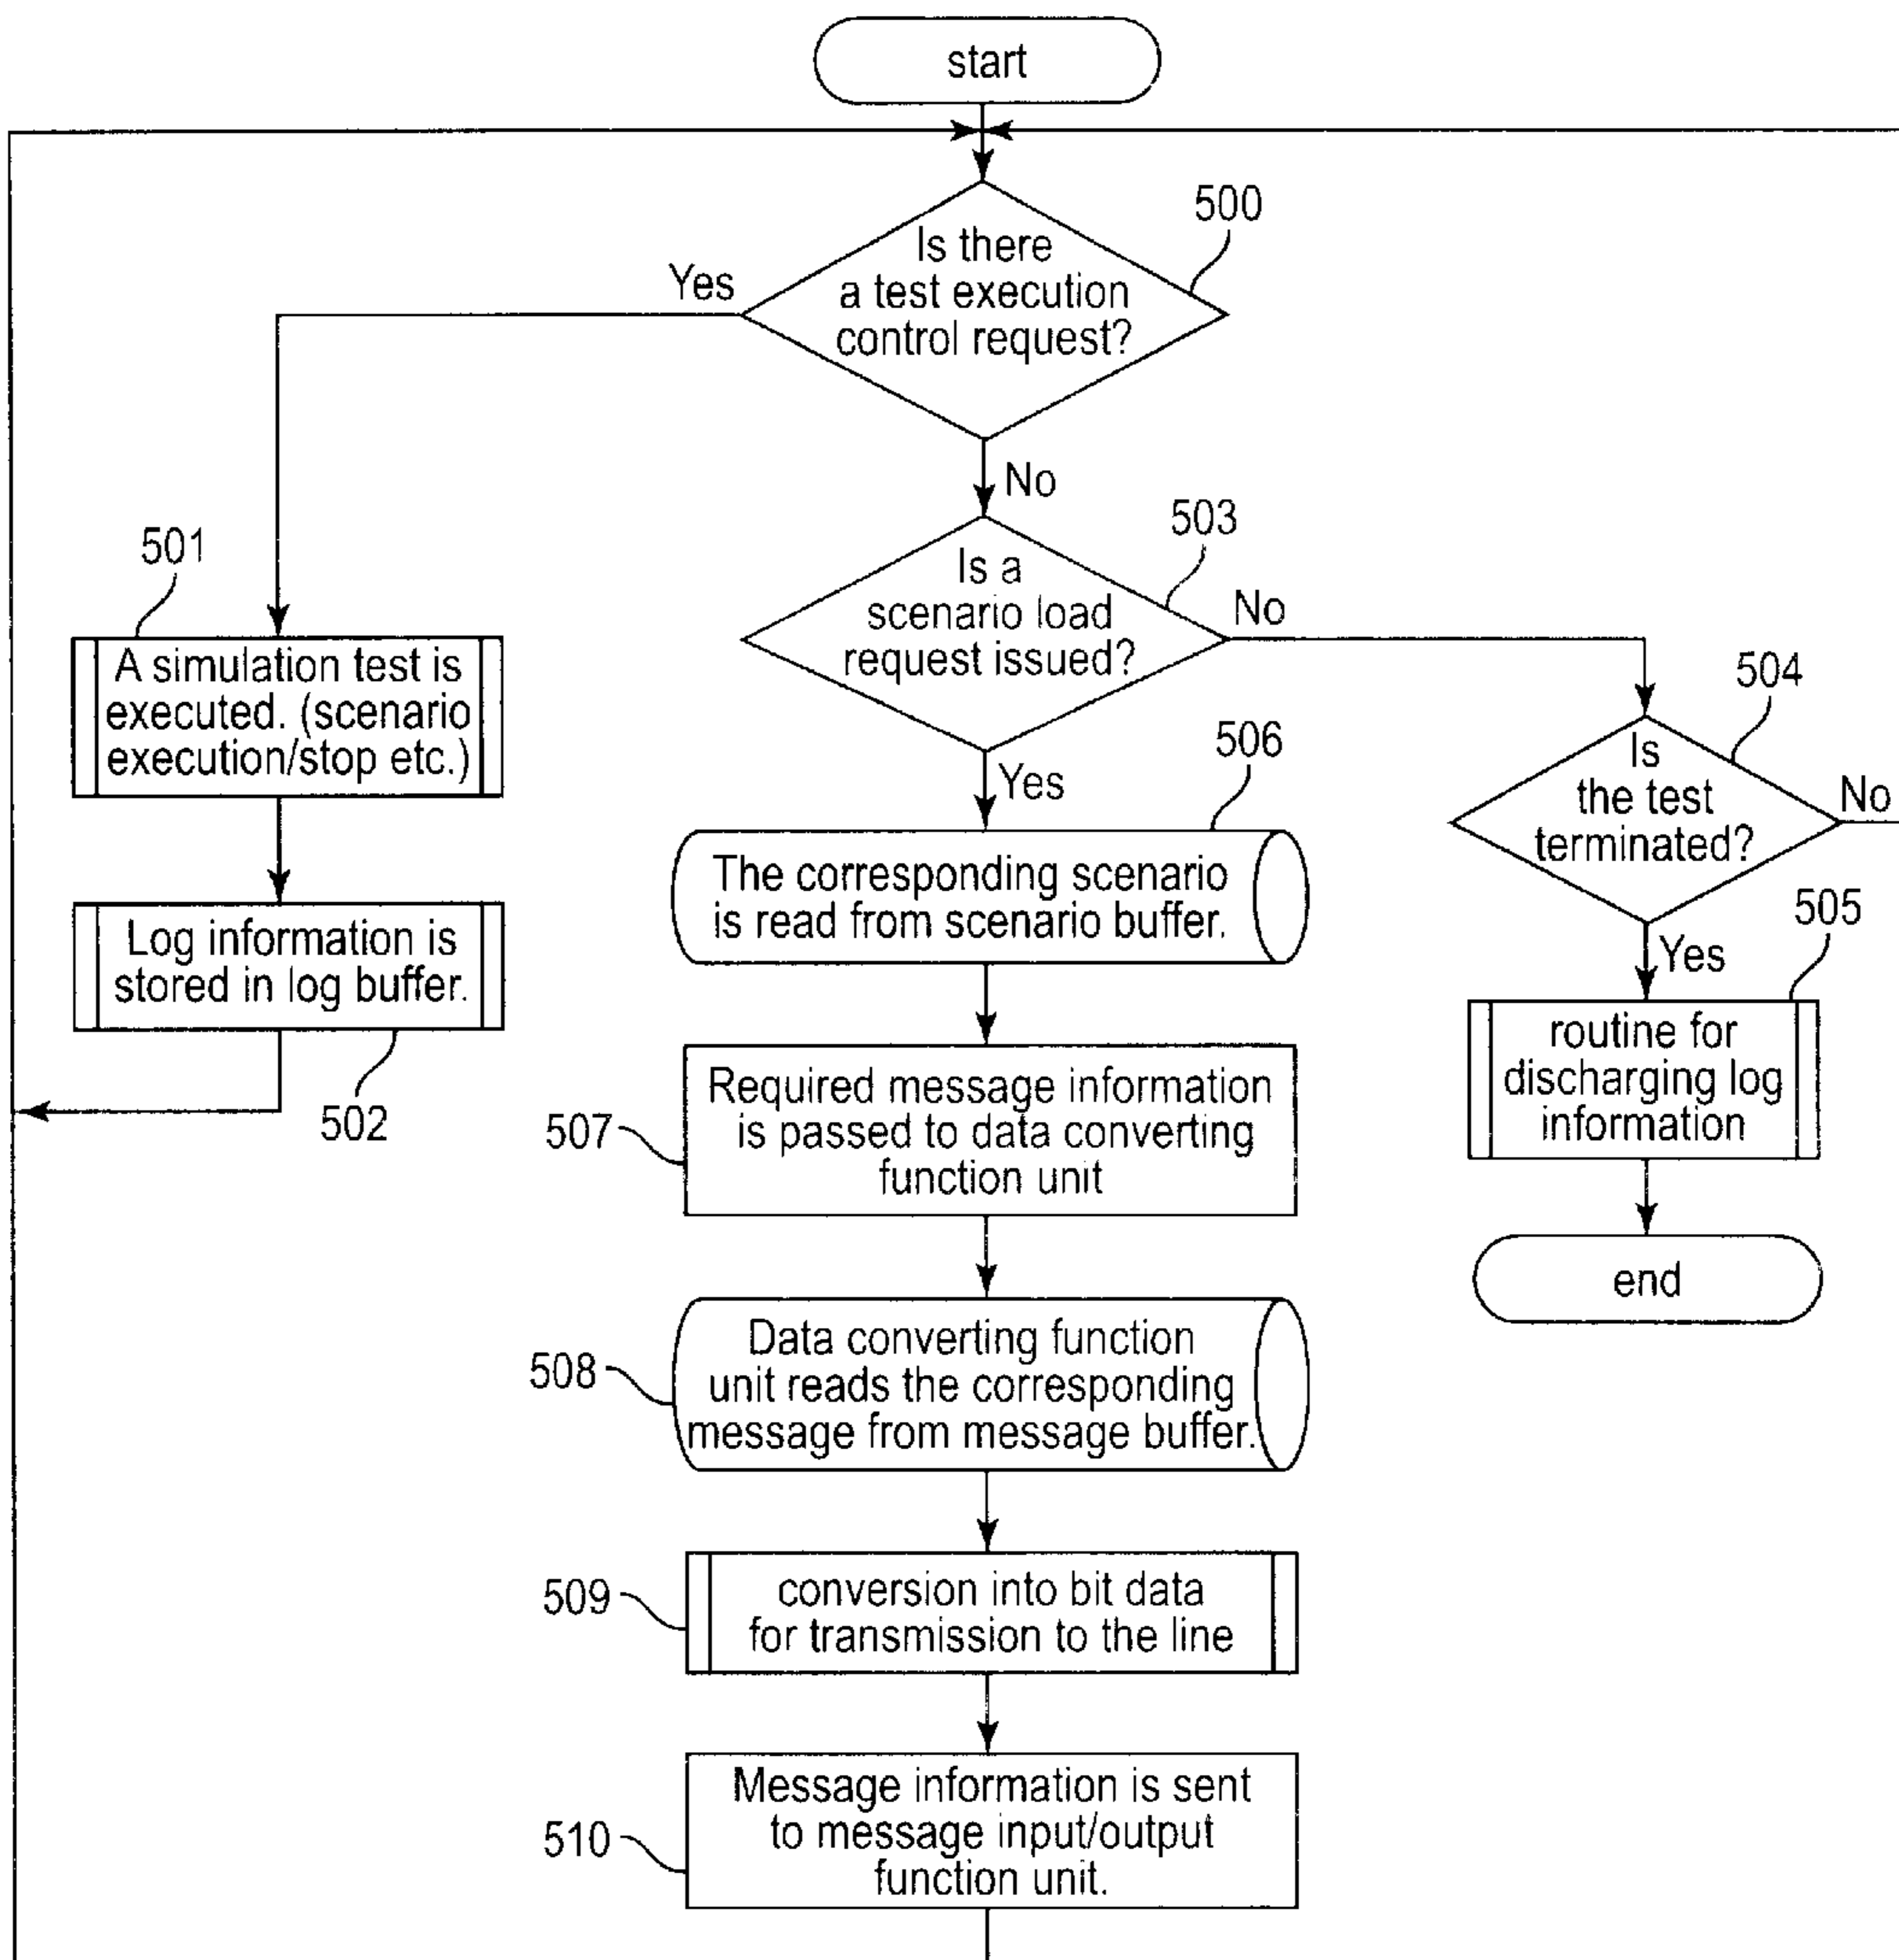 start
500
Is there
a test execution
control request?
Yes
No
503
Is a
scenario load
request issued?
No
Yes
501
A simulation test is
executed. (scenario
execution/stop etc.)
504
Is
the test
terminated?
No
Yes
506
The corresponding scenario
is read from scenario buffer.
Log information is
stored in log buffer.
502
505
routine for
discharging log
information
507
Required message information
is passed to data converting
function unit
end
508
Data converting function
unit reads the corresponding
message from message buffer.
509
conversion into bit data
for transmission to the line
510
Message information is sent
to message input/output
function unit.